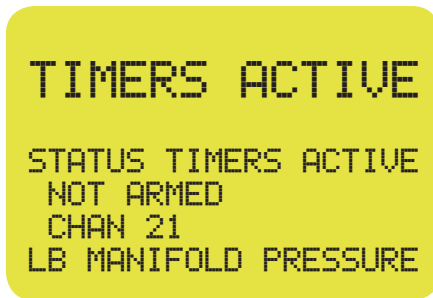 TIMERS ACTIVE
STATUS TIMERS ACTIVE
NOT ARMED
CHAN 21
LB MANIFOLD PRESSURE